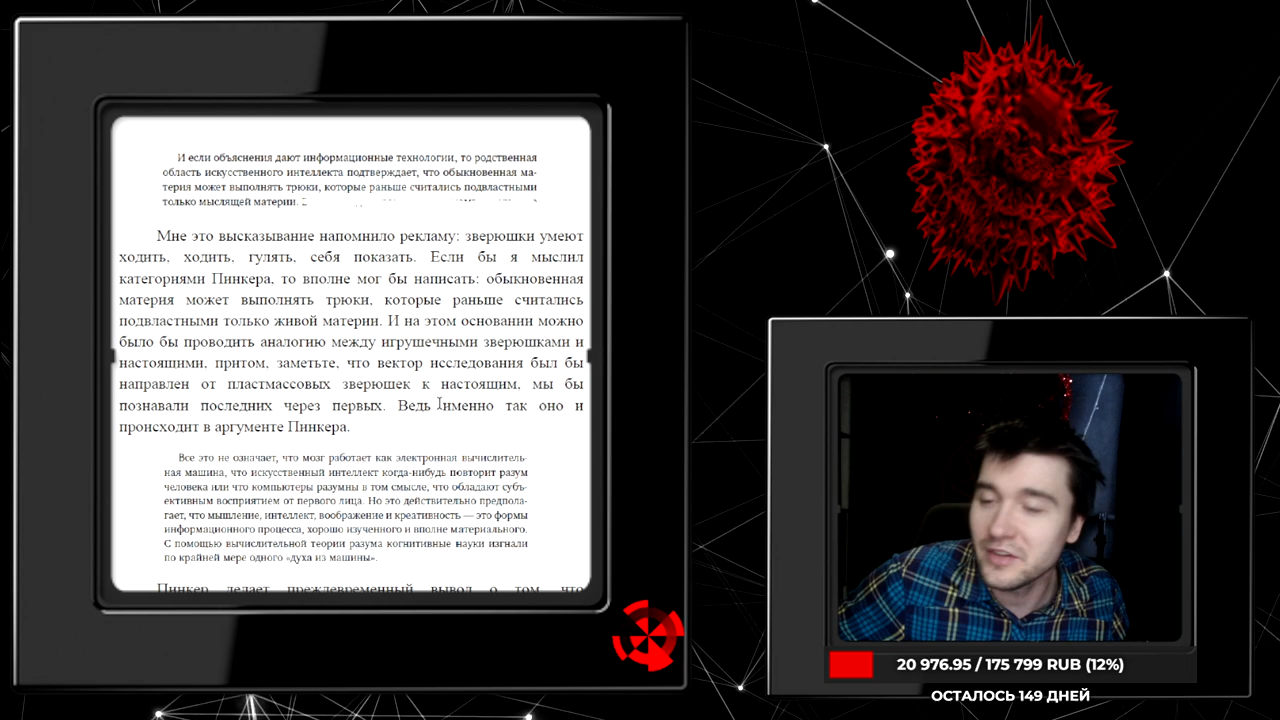 И если объяснения дают информационные технологии, то родственная
область искусственного интеллекта подтверждает, что обыкновенная ма-
терия может выполнять трюки, которые раньше считались подвластными
только мыслящей материи.
Мне это высказывание напомнило рекламу: зверюшки умеют
ходить, ходить, гулять, себя показать. Если бы я мыслил
категориями Пинкера, то вполне мог бы написать: обыкновенная
материя может выполнять трюки, которые раньше считались
подвластными только живой материи. И на этом основании можно
было бы проводить аналогию между игрушечными зверюшками и
настоящими, притом, заметьте, что вектор исследования был бы
направлен от пластмассовых зверюшек к настоящим, мы бы
познавали последних через первых. Ведь именно так оно и
происходит в аргументе Пинкера.
Все это не означает, что мозг работает как электронная вычислитель-
ная машина, что искусственный интеллект когда-нибудь повторит разум
человека или что компьютеры разумны в том смысле, что обладают субъ-
ективным восприятием от первого лица. Но это действительно предпола-
гает, что мышление, интеллект, воображение и креативность — это формы
информационного процесса, хорошо изученного и вполне материального.
С помощью вычислительной теории разума когнитивные науки изгнали
по крайней мере одного «духа из машины».
Пинкер делает преждевременный вывод о том, что
20 976.95 / 175 799 RUB (12%)
ОСТАЛОСЬ 149 ДНЕЙ